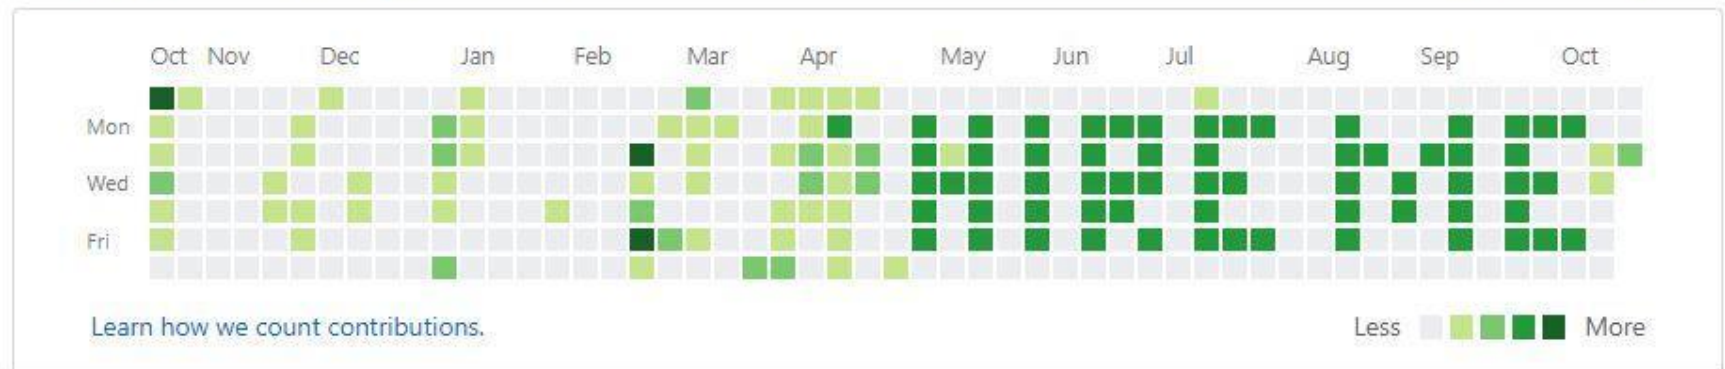 Oct Nov Dec Jan Feb Mar Apr May Jun Jul Aug Sep Oct
Mon
Wed
Fri
HIRE ME
Learn how we count contributions.
Less More